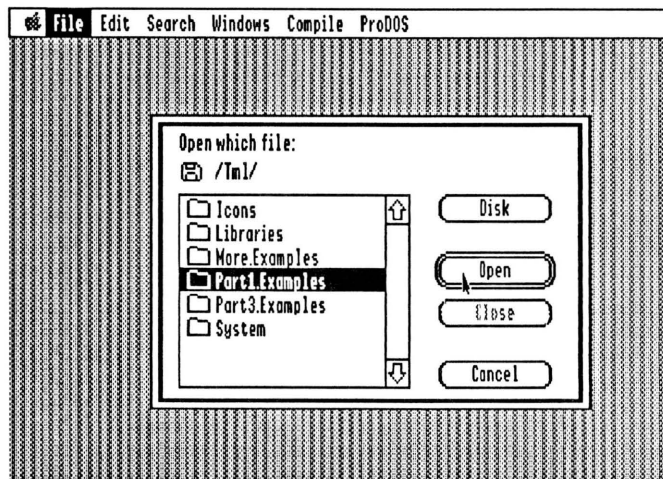 File Edit Search Windows Compile ProDOS
Open which file:
/Tml/
Icons
Libraries
More.Examples
Part1.Examples
Part3.Examples
System
Disk
Open
Close
Cancel